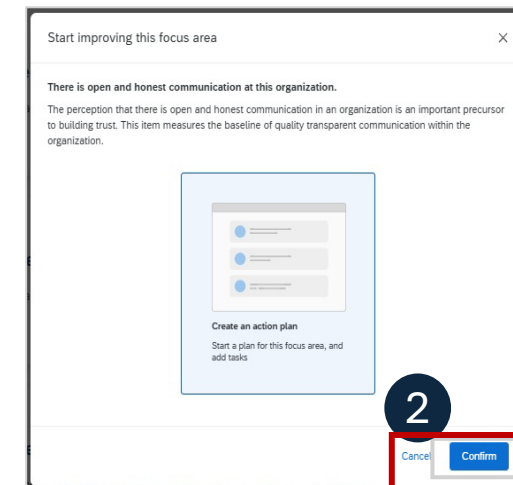 Start improving this focus area
There is open and honest communication at this organization.
The perception that there is open and honest communication in an organization is an important precursor
to building trust. This item measures the baseline of quality transparent communication within the
organization.
Create an action plan
Start a plan for this focus area, and
add tasks
2
Cancel Confirm